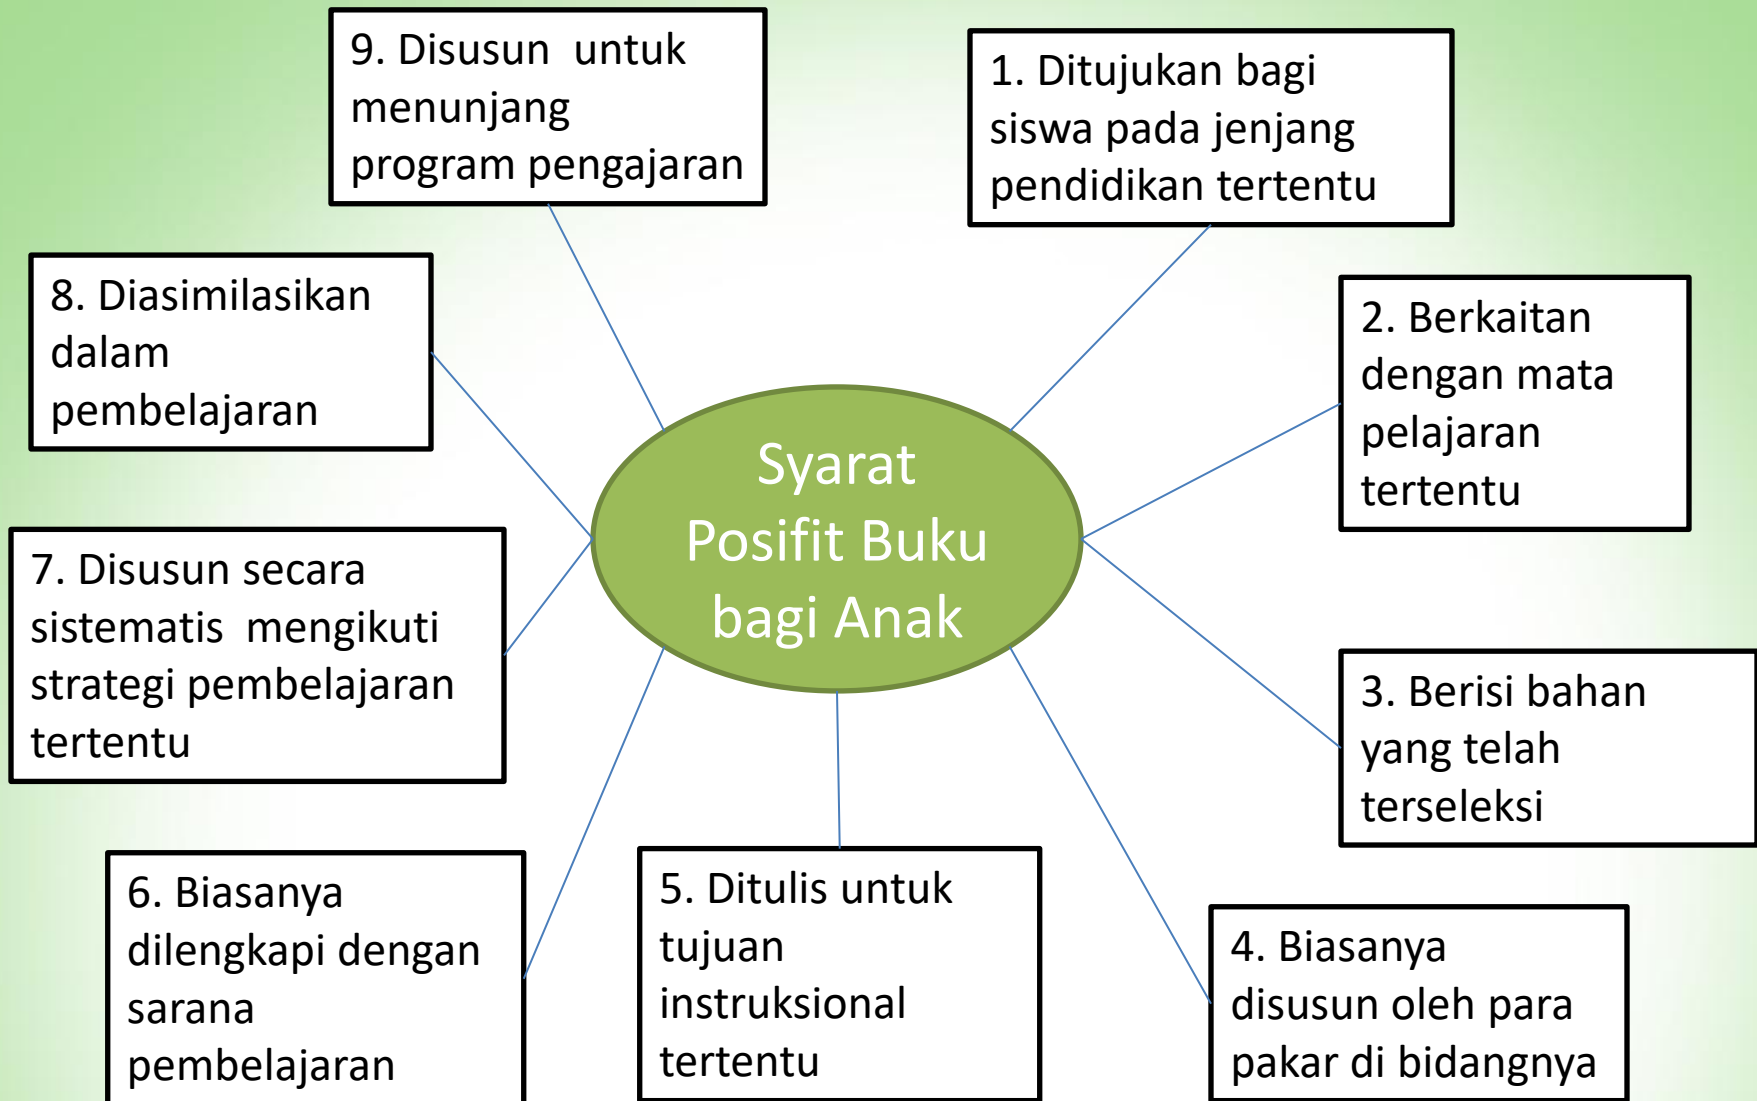 Syarat
Posifit Buku
bagi Anak
1. Ditujukan bagi
siswa pada jenjang
pendidikan tertentu
2. Berkaitan
dengan mata
pelajaran
tertentu
3. Berisi bahan
yang telah
terseleksi
4. Biasanya
disusun oleh para
pakar di bidangnya
5. Ditulis untuk
tujuan
instruksional
tertentu
6. Biasanya
dilengkapi dengan
sarana
pembelajaran
7. Disusun secara
sistematis mengikuti
strategi pembelajaran
tertentu
8. Diasimilasikan
dalam
pembelajaran
9. Disusun untuk
menunjang
program pengajaran